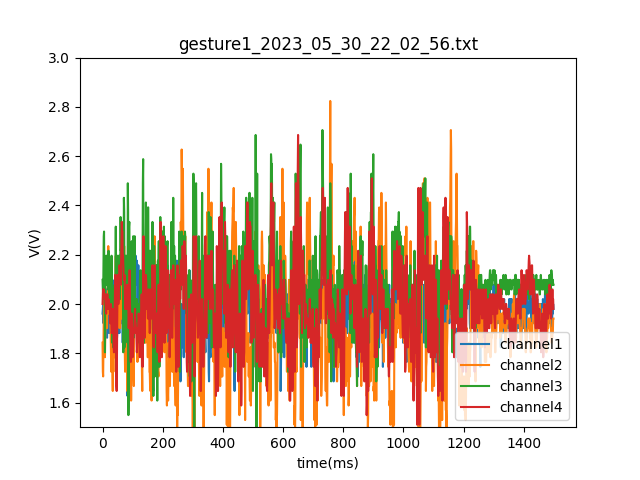 gesture1_2023_05_30_22_02_56.txt
3.0
2.8
2.6
2.4
2.2
2.0
1.8
1.6
V(V)
0 200 400 600 800 1000 1200 1400
time(ms)
channel1
channel2
channel3
channel4